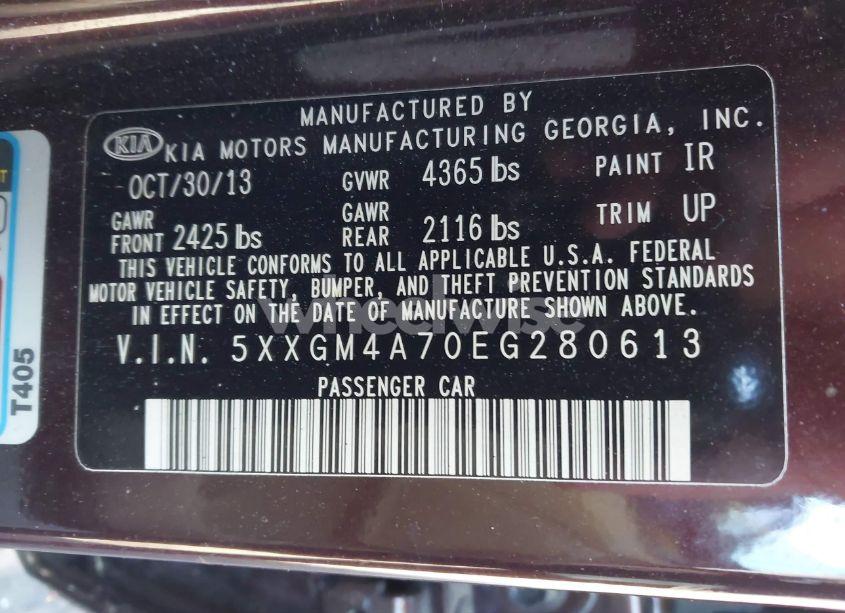 MANUFACTURED BY
KIA KIA MOTORS MANUFACTURING GEORGIA, INC.
OCT/30/13 GVWR 4365 lbs PAINT IR
GAWR FRONT 2425 lbs GAWR REAR 2116 lbs TRIM UP
THIS VEHICLE CONFORMS TO ALL APPLICABLE U.S.A. FEDERAL
MOTOR VEHICLE SAFETY, BUMPER, AND THEFT PREVENTION STANDARDS
IN EFFECT ON THE DATE OF MANUFACTURE SHOWN ABOVE.
V.I.N. 5XXGM4A70EG280613
PASSENGER CAR
T405
wheelwise